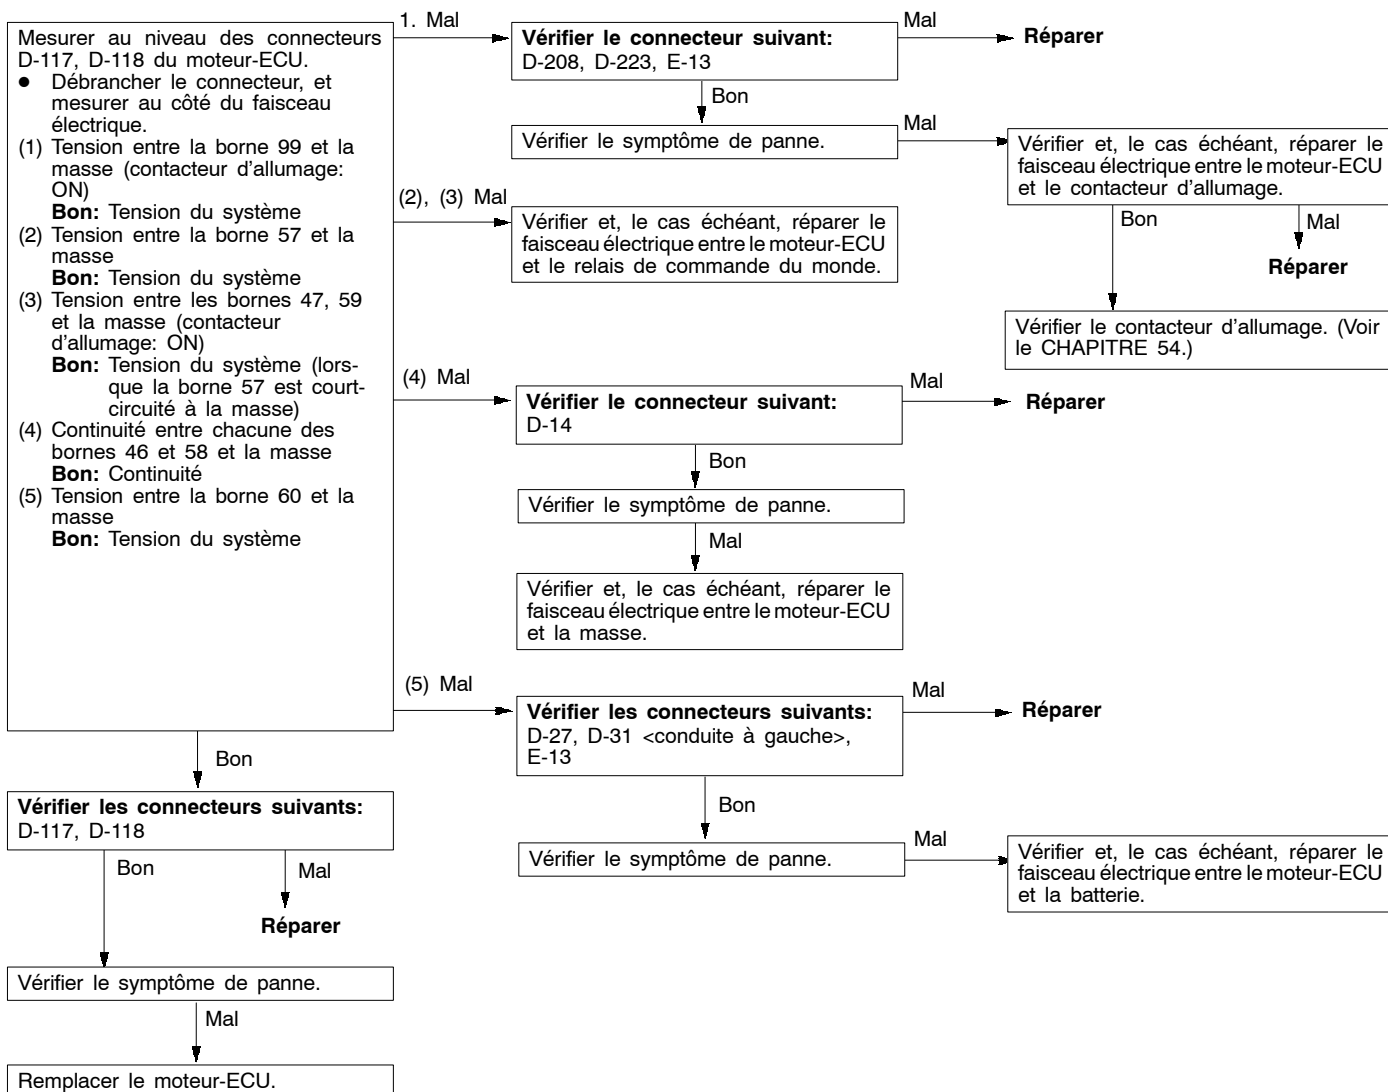 Mesurer au niveau des connecteurs
D-117, D-118 du moteur-ECU.
● Débrancher le connecteur, et
mesurer au côté du faisceau
électrique.
(1) Tension entre la borne 99 et la
masse (contacteur d'allumage:
ON)
Bon: Tension du système
(2) Tension entre la borne 57 et la
masse
Bon: Tension du système
(3) Tension entre les bornes 47, 59
et la masse (contacteur
d'allumage: ON)
Bon: Tension du système (lors-
que la borne 57 est court-
circuité à la masse)
(4) Continuité entre chacune des
bornes 46 et 58 et la masse
Bon: Continuité
(5) Tension entre la borne 60 et la
masse
Bon: Tension du système
1. Mal
Vérifier le connecteur suivant:
D-208, D-223, E-13
Mal
Réparer
Bon
Vérifier le symptôme de panne.
Mal
Vérifier et, le cas échéant, réparer le
faisceau électrique entre le moteur-ECU
et le contacteur d'allumage.
Bon
Mal
Réparer
Vérifier le contacteur d'allumage. (Voir
le CHAPITRE 54.)
(2), (3) Mal
Vérifier et, le cas échéant, réparer le
faisceau électrique entre le moteur-ECU
et le relais de commande du monde.
(4) Mal
Vérifier le connecteur suivant:
D-14
Mal
Réparer
Bon
Vérifier le symptôme de panne.
Mal
Vérifier et, le cas échéant, réparer le
faisceau électrique entre le moteur-ECU
et la masse.
(5) Mal
Vérifier les connecteurs suivants:
D-27, D-31 <conduite à gauche>,
E-13
Mal
Réparer
Bon
Vérifier le symptôme de panne.
Mal
Vérifier et, le cas échéant, réparer le
faisceau électrique entre le moteur-ECU
et la batterie.
Bon
Vérifier les connecteurs suivants:
D-117, D-118
Bon
Mal
Réparer
Vérifier le symptôme de panne.
Mal
Remplacer le moteur-ECU.